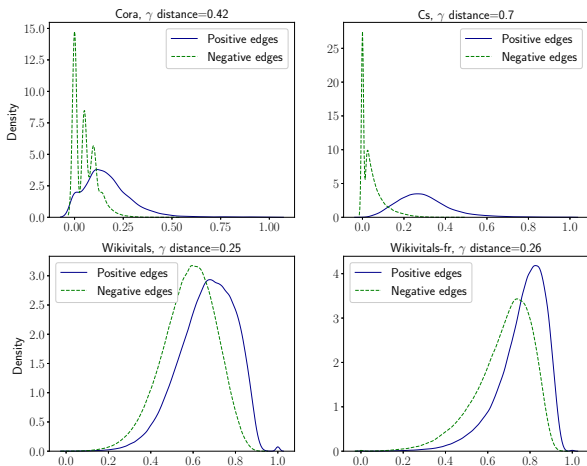 Cora, γ distance=0.42
15.0
12.5
10.0
7.5
5.0
2.5
0.0
Density
Positive edges
Negative edges
0.00 0.25 0.50 0.75 1.00
Cs, γ distance=0.7
25
20
15
10
5
0
Positive edges
Negative edges
0.0 0.2 0.4 0.6 0.8 1.0
Wikivitals, γ distance=0.25
3.0
2.5
2.0
1.5
1.0
0.5
0.0
Density
Positive edges
Negative edges
0.0 0.2 0.4 0.6 0.8 1.0
Wikivitals-fr, γ distance=0.26
4
3
2
1
0
Positive edges
Negative edges
0.0 0.2 0.4 0.6 0.8 1.0